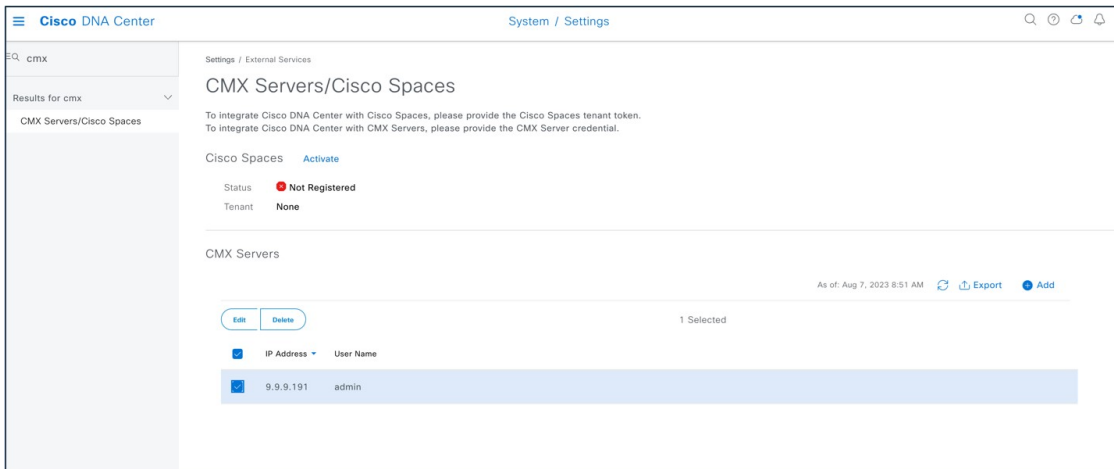 Cisco DNA Center
System / Settings
cmx
Results for cmx
CMX Servers/Cisco Spaces
Settings / External Services
CMX Servers/Cisco Spaces
To integrate Cisco DNA Center with Cisco Spaces, please provide the Cisco Spaces tenant token.
To integrate Cisco DNA Center with CMX Servers, please provide the CMX Server credential.
Cisco Spaces Activate
Status Not Registered
Tenant None
CMX Servers
As of: Aug 7, 2023 8:51 AM Export Add
Edit Delete 1 Selected
IP Address User Name
9.9.9.191 admin